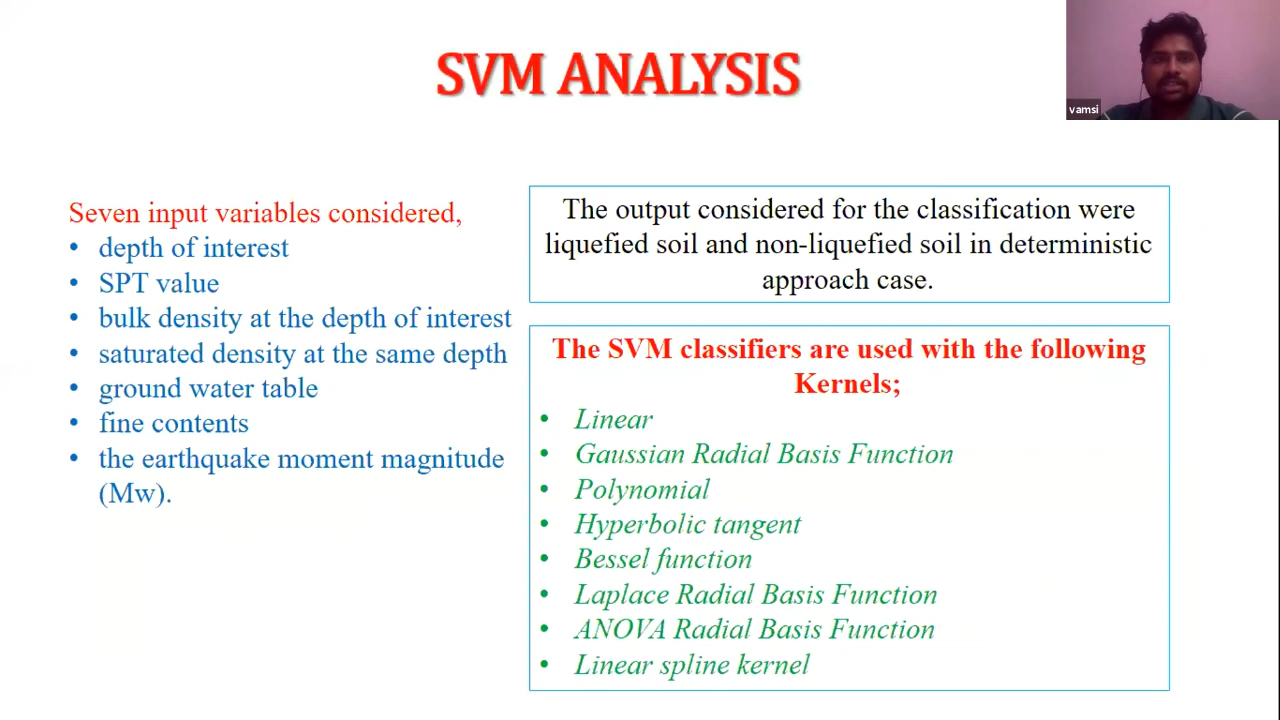 SVM ANALYSIS
vamsi
Seven input variables considered,
• depth of interest
• SPT value
• bulk density at the depth of interest
• saturated density at the same depth
• ground water table
• fine contents
• the earthquake moment magnitude
(Mw).
The output considered for the classification were
liquefied soil and non-liquefied soil in deterministic
approach case.
The SVM classifiers are used with the following
Kernels;
• Linear
• Gaussian Radial Basis Function
• Polynomial
• Hyperbolic tangent
• Bessel function
• Laplace Radial Basis Function
• ANOVA Radial Basis Function
• Linear spline kernel